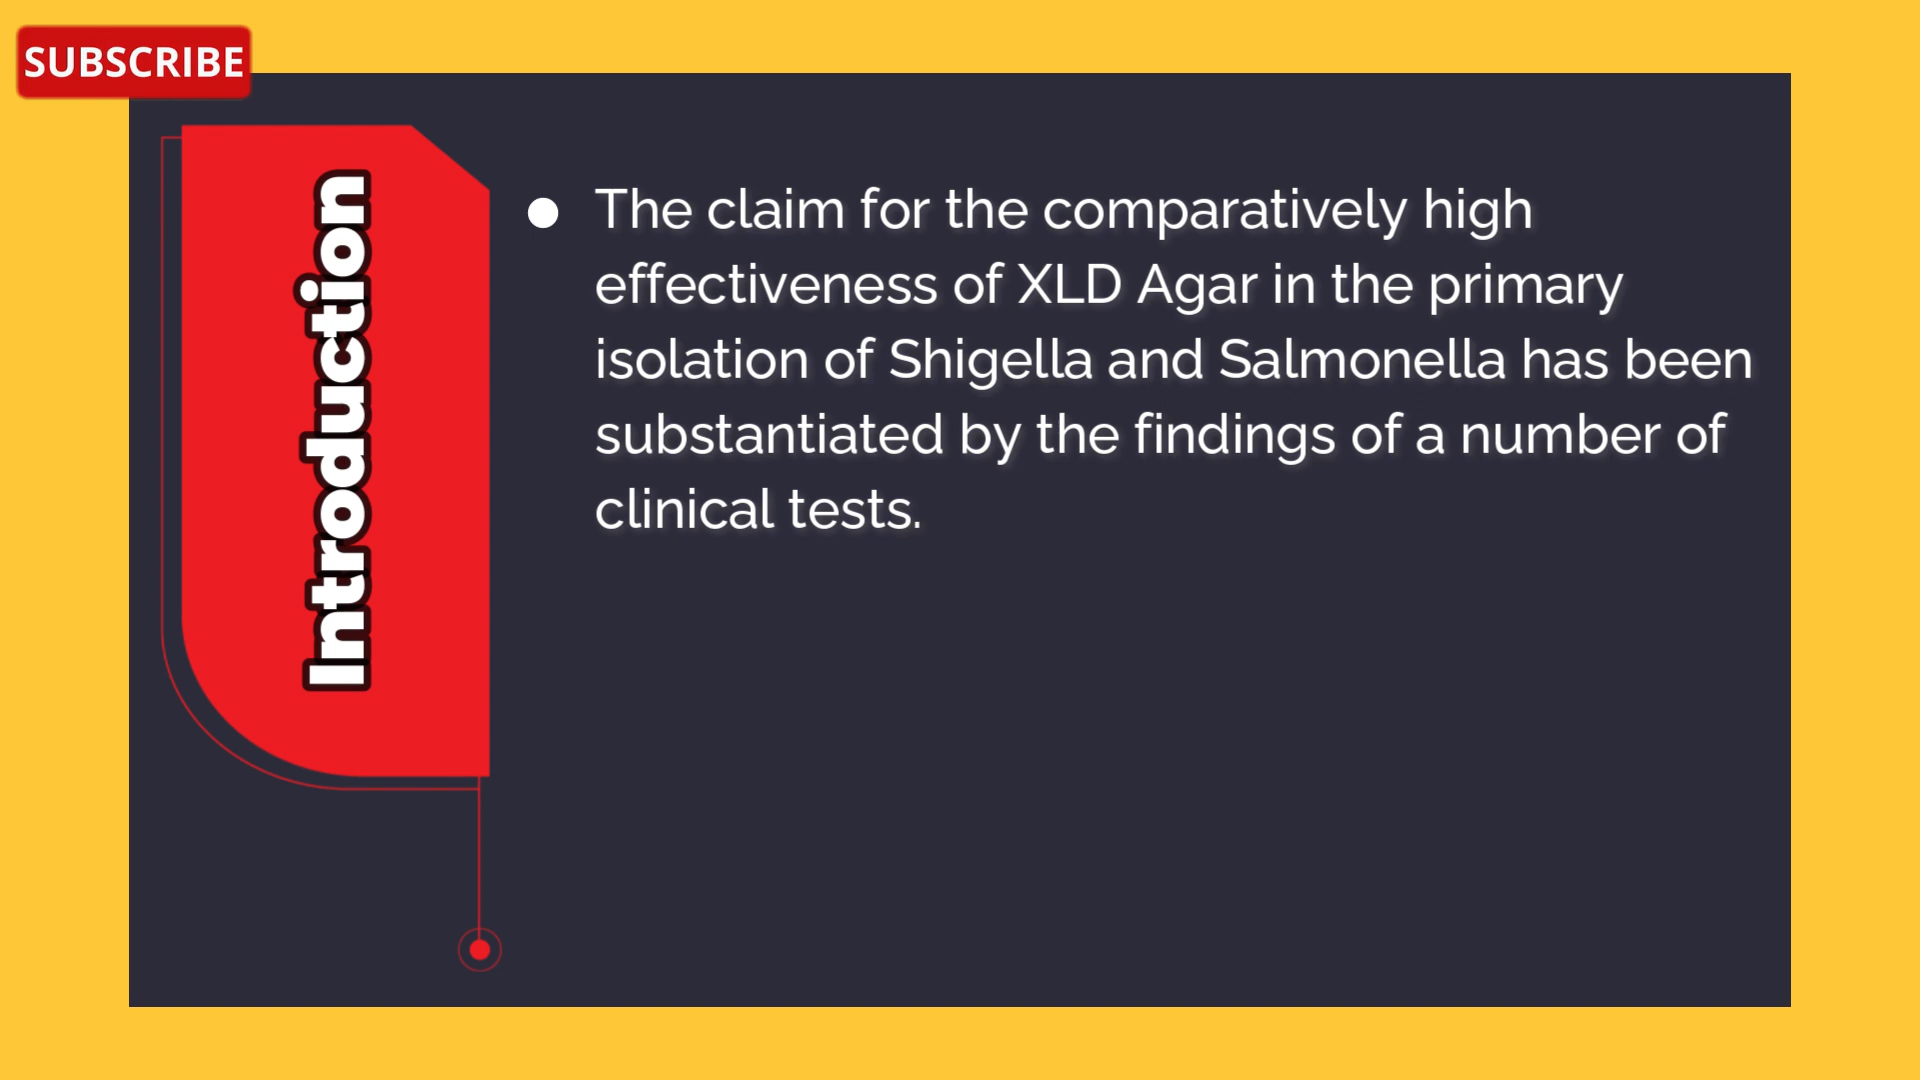 SUBSCRIBE
Introduction
● The claim for the comparatively high
effectiveness of XLD Agar in the primary
isolation of Shigella and Salmonella has been
substantiated by the findings of a number of
clinical tests.